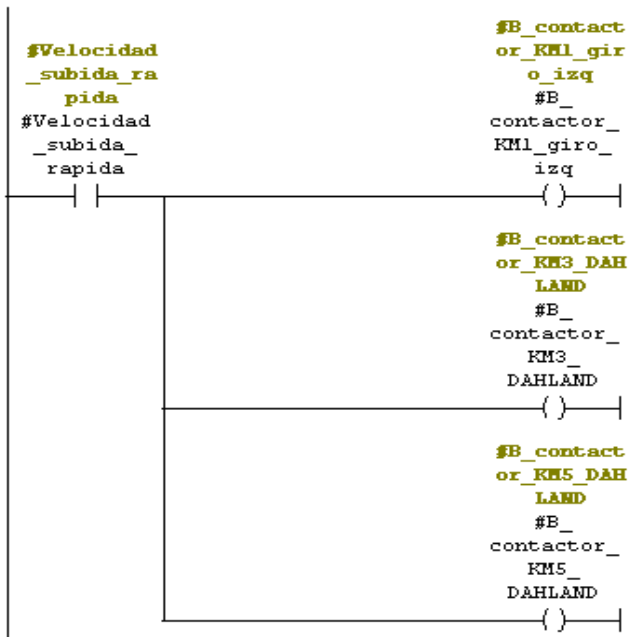 #Velocidad
_subida_ra
pida
#Velocidad
_subida_
rapida
#B_contact
or_KM1_gir
o_izq
#B_
contactor_
KM1_giro_
izq
#B_contact
or_KM3_DAH
LAND
#B_
contactor_
KM3_
DAHLAND
#B_contact
or_KM5_DAH
LAND
#B_
contactor_
KM5_
DAHLAND